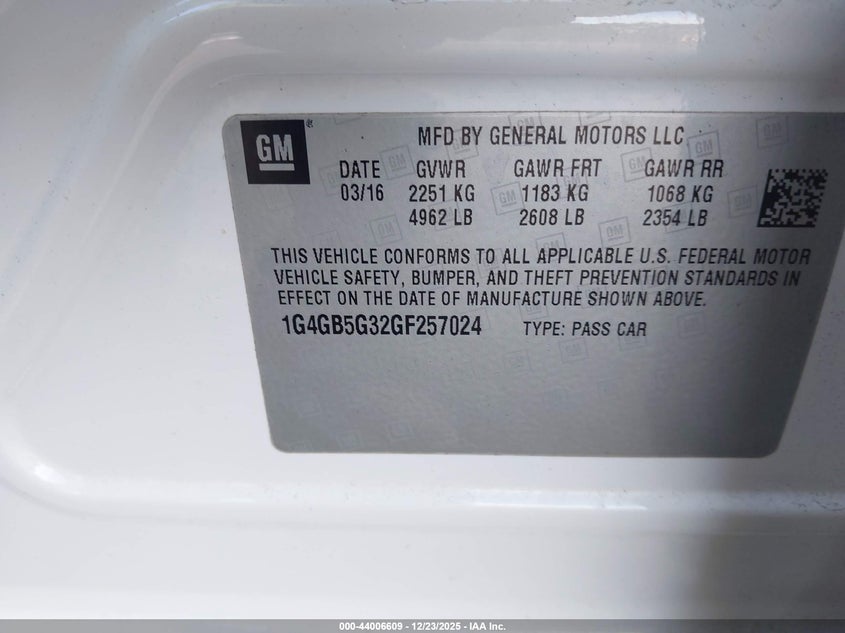 GM
MFD BY GENERAL MOTORS LLC
DATE GVWR GAWR FRT GAWR RR
03/16 2251 KG 1183 KG 1068 KG
4962 LB 2608 LB 2354 LB
THIS VEHICLE CONFORMS TO ALL APPLICABLE U.S. FEDERAL MOTOR
VEHICLE SAFETY, BUMPER, AND THEFT PREVENTION STANDARDS IN
EFFECT ON THE DATE OF MANUFACTURE SHOWN ABOVE.
1G4GB5G32GF257024 TYPE: PASS CAR
000-44006609 - 12/23/2025 - IAA Inc.